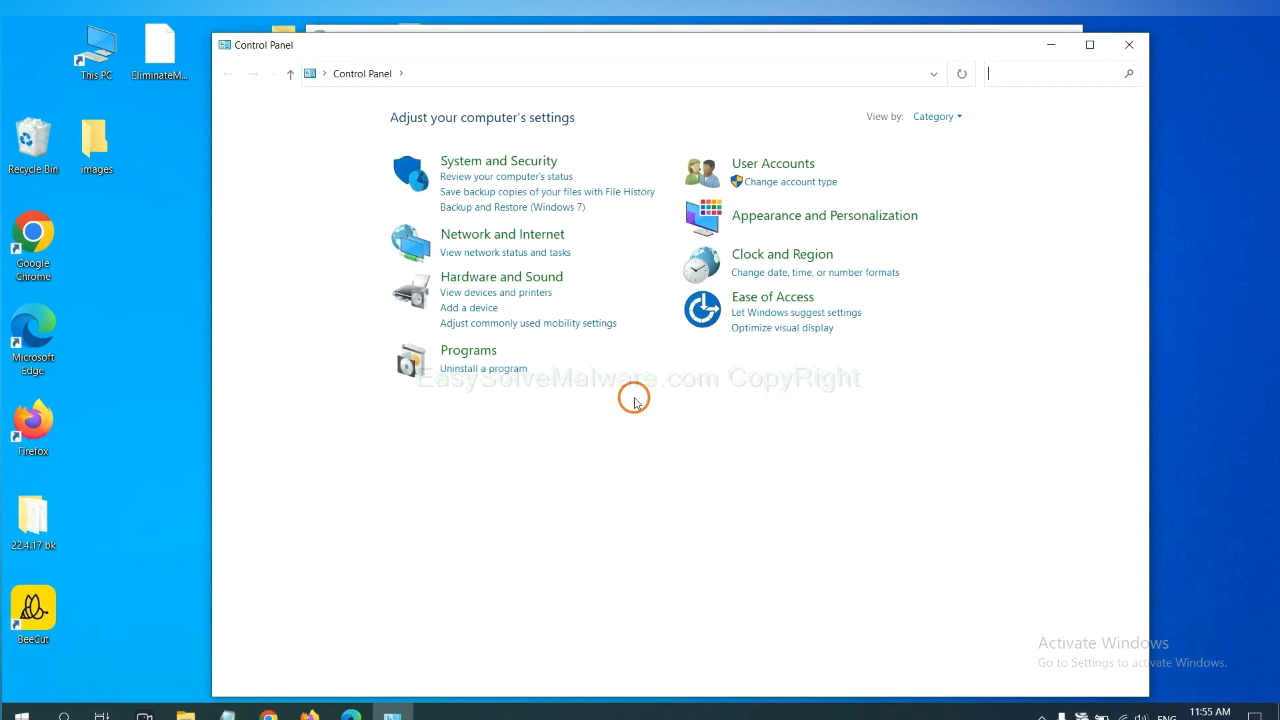 Control Panel
Control Panel
Adjust your computer's settings
View by: Category
System and Security
Review your computer's status
Save backup copies of your files with File History
Backup and Restore (Windows 7)
Network and Internet
View network status and tasks
Hardware and Sound
View devices and printers
Add a device
Adjust commonly used mobility settings
Programs
Uninstall a program
User Accounts
Change account type
Appearance and Personalization
Clock and Region
Change date, time, or number formats
Ease of Access
Let Windows suggest settings
Optimize visual display
EasySolveMalware.com CopyRight
This PC
EliminateM...
Recycle Bin
images
Google
Chrome
Microsoft
Edge
Firefox
22.4.17 bk
BeeCut
Activate Windows
Go to Settings to activate Windows.
11:55 AM
ENG